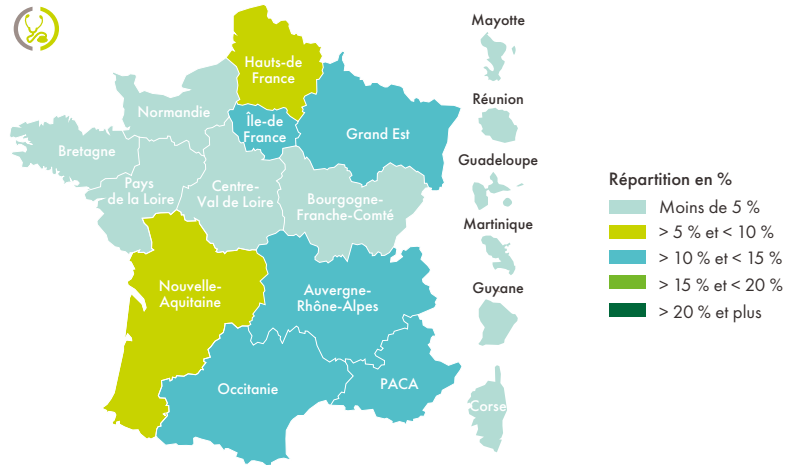 Hauts-de
France
Normandie
Île-de
France
Grand Est
Bretagne
Pays
de la Loire
Centre-
Val de Loire
Bourgogne-
Franche-Comté
Nouvelle-
Aquitaine
Auvergne-
Rhône-Alpes
Occitanie
PACA
Mayotte
Réunion
Guadeloupe
Martinique
Guyane
Corse
Répartition en %
Moins de 5 %
> 5 % et < 10 %
> 10 % et < 15 %
> 15 % et < 20 %
> 20 % et plus